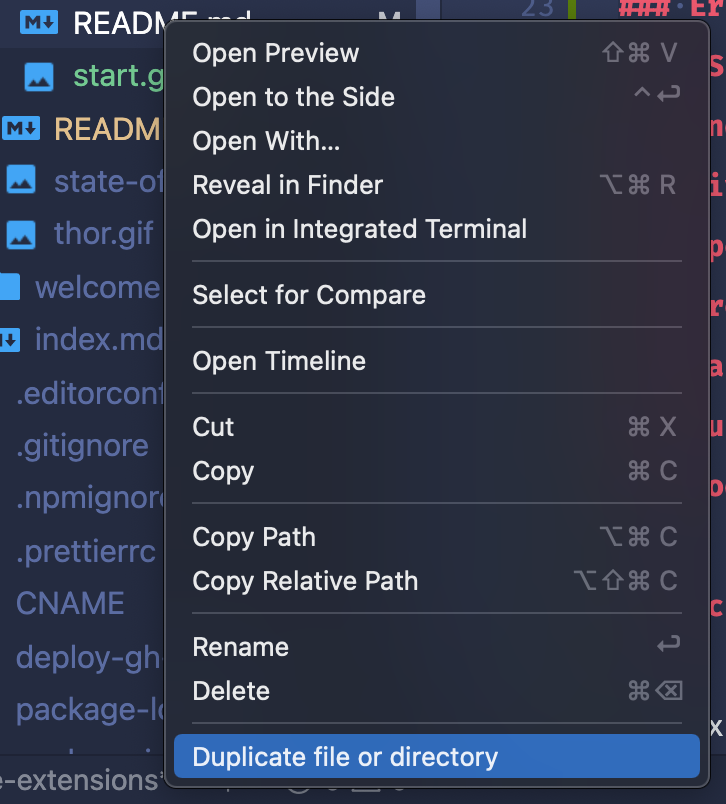 README.md M 23 ### Er
Open Preview ⇧⌘ V
start.g
Open to the Side ^⏎
README
Open With...
state-of
Reveal in Finder ⌥⌘ R
thor.gif
Open in Integrated Terminal
welcome
Select for Compare
index.md
Open Timeline
.editorconf
Cut ⌘ X
.gitignore
Copy ⌘ C
.npmignore
Copy Path ⌥⌘ C
.prettierrc
Copy Relative Path ⌥⇧⌘ C
CNAME
Rename ⏎
deploy-gh-
Delete ⌘⌫
package-lo
Duplicate file or directory
e-extensions*